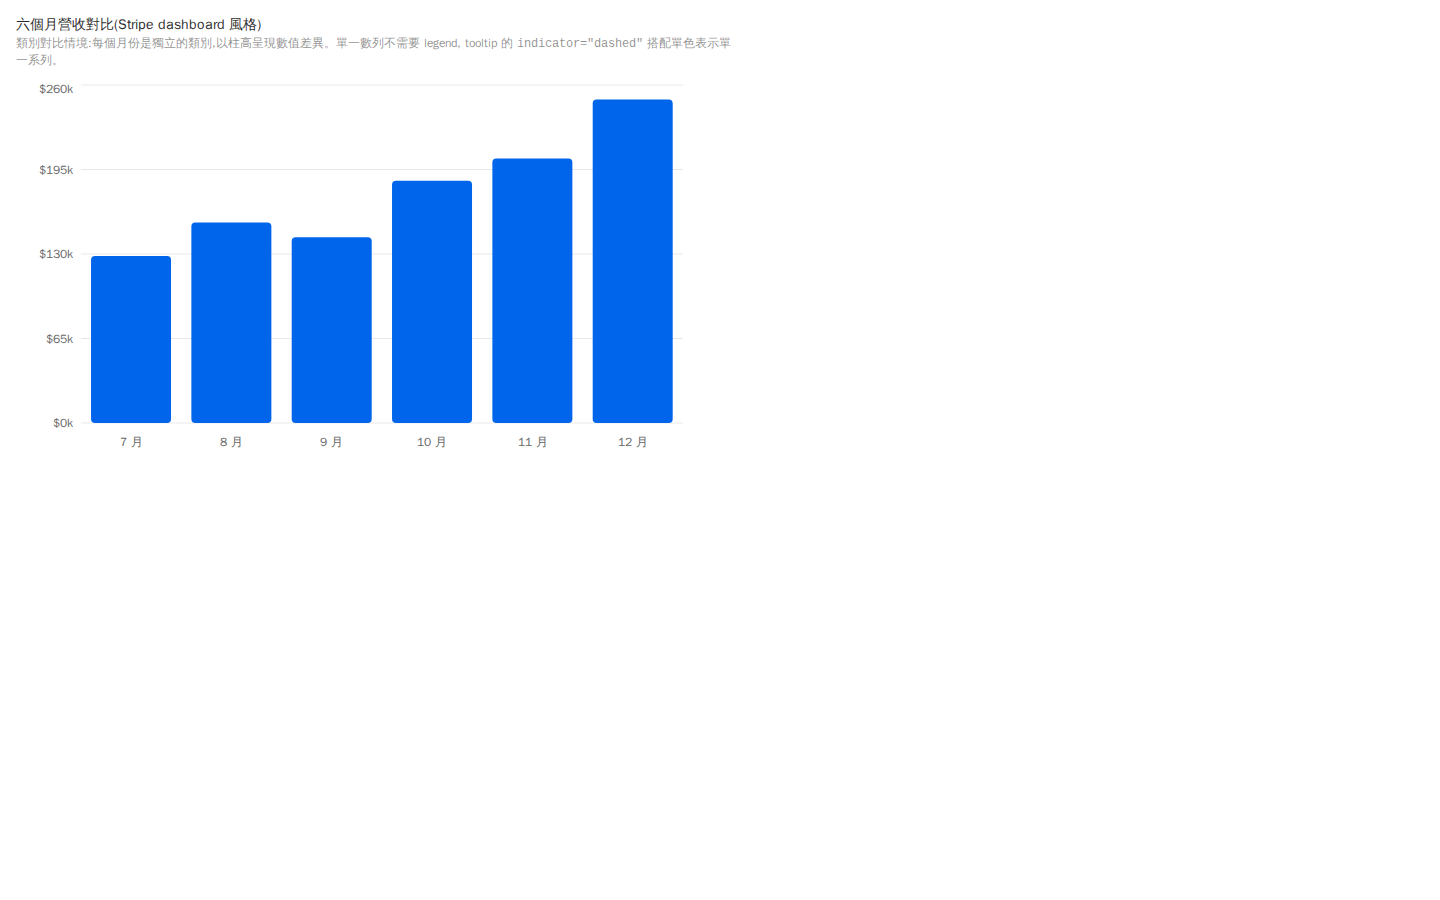 六個月營收對比(Stripe dashboard 風格)
類別對比情境:每個月份是獨立的類別,以柱高呈現數值差異。單一數列不需要 legend, tooltip 的 indicator="dashed" 搭配單色表示單
一系列。
$260k
$195k
$130k
$65k
$0k
7 月 8 月 9 月 10 月 11 月 12 月